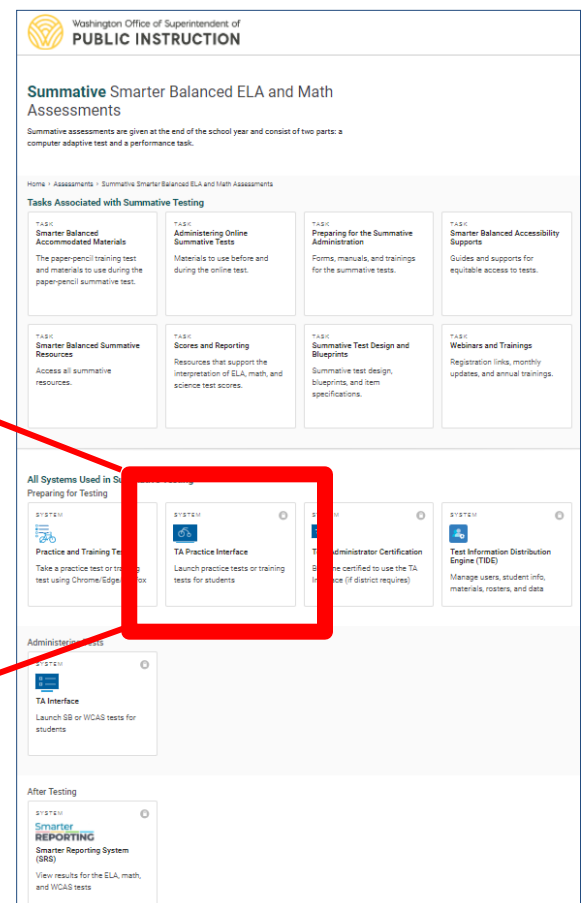 Washington Office of Superintendent of
PUBLIC INSTRUCTION
Summative Smarter Balanced ELA and Math
Assessments
Summative assessments are given at the end of the school year and consist of two parts: a
computer adaptive test and a performance task.
Home › Assessments › Summative Smarter Balanced ELA and Math Assessments
Tasks Associated with Summative Testing
TASK
Smarter Balanced
Accommodated Materials
The paper-pencil training test
and materials to use during the
paper-pencil summative test.
TASK
Administering Online
Summative Tests
Materials to use before and
during the online test.
TASK
Preparing for the Summative
Administration
Forms, manuals, and trainings
for the summative tests.
TASK
Smarter Balanced Accessibility
Supports
Guides and supports for
equitable access to tests.
TASK
Smarter Balanced Summative
Resources
Access all summative
resources.
TASK
Scores and Reporting
Resources that support the
interpretation of ELA, math, and
science test scores.
TASK
Summative Test Design and
Blueprints
Summative test design,
blueprints, and item
specifications.
TASK
Webinars and Trainings
Registration links, monthly
updates, and annual trainings.
All Systems Used in
Preparing for Testing
SYSTEM
Practice and Training
Take a practice test or
test using Chrome/Edge/
SYSTEM
TA Practice Interface
Launch practice tests or training
tests for students
Administrator Certification
certified to use the TA
(if district requires)
SYSTEM
Test Information Distribution
Engine (TIDE)
Manage users, student info,
materials, rosters, and data
Administering
SYSTEM
TA Interface
Launch SB or WCAS tests for
students
After Testing
SYSTEM
Smarter
REPORTING
Smarter Reporting System
(SRS)
View results for the ELA, math,
and WCAS tests